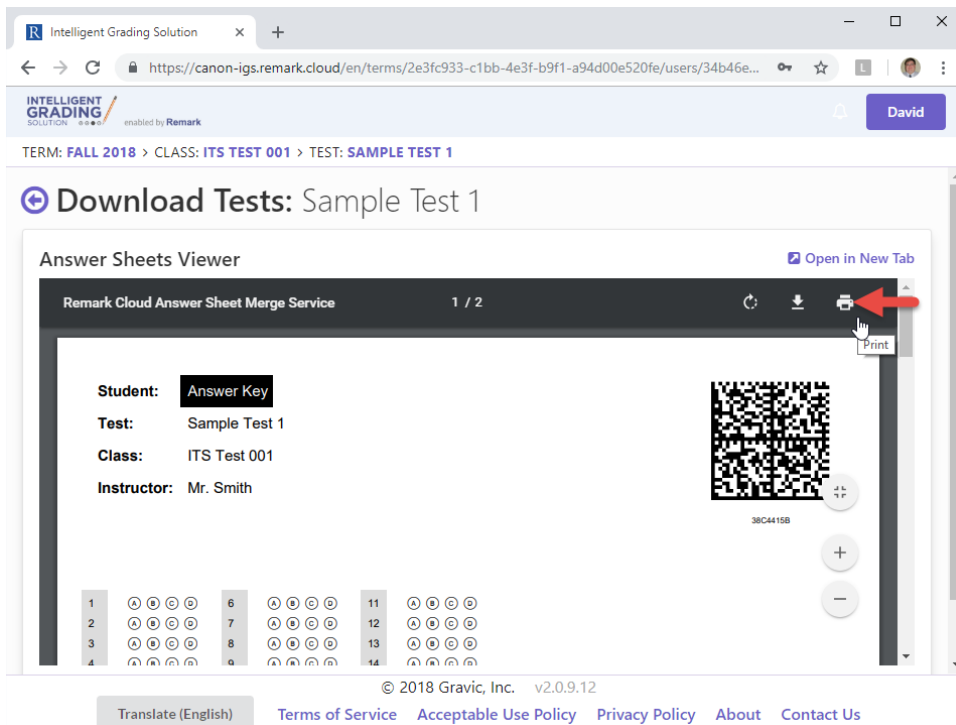 R Intelligent Grading Solution × +
https://canon-igs.remark.cloud/en/terms/2e3fc933-c1bb-4e3f-b9f1-a94d00e520fe/users/34b46e... L
INTELLIGENT
GRADING
SOLUTION enabled by Remark
David
TERM: FALL 2018 > CLASS: ITS TEST 001 > TEST: SAMPLE TEST 1
Download Tests: Sample Test 1
Answer Sheets Viewer Open in New Tab
Remark Cloud Answer Sheet Merge Service 1 / 2
Print
Student: Answer Key
Test: Sample Test 1
Class: ITS Test 001
Instructor: Mr. Smith
38C4415B
1 A B C D 6 A B C D 11 A B C D
2 A B C D 7 A B C D 12 A B C D
3 A B C D 8 A B C D 13 A B C D
4 A B C D 9 A B C D 14 A B C D
© 2018 Gravic, Inc. v2.0.9.12
Translate (English) Terms of Service Acceptable Use Policy Privacy Policy About Contact Us